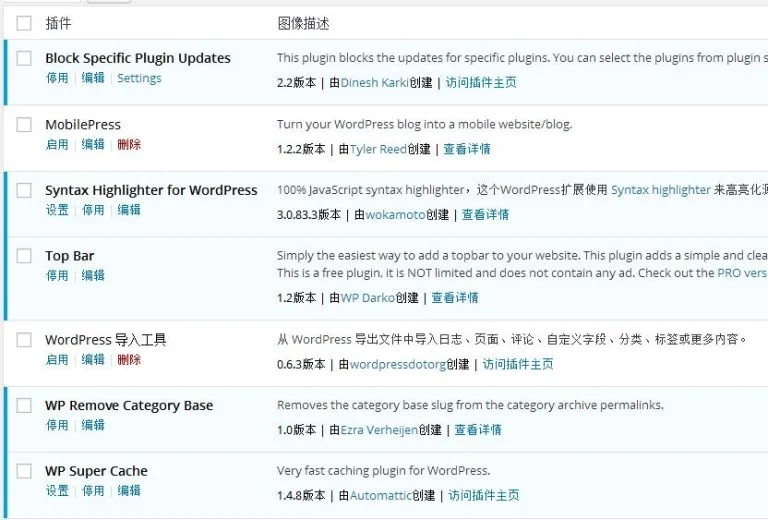 插件 图像描述
Block Specific Plugin Updates This plugin blocks the updates for specific plugins. You can select the plugins from plugin s
停用 | 编辑 | Settings
2.2版本 | 由Dinesh Karki创建 | 访问插件主页
MobilePress Turn your WordPress blog into a mobile website/blog.
启用 | 编辑 | 删除
1.2.2版本 | 由Tyler Reed创建 | 查看详情
Syntax Highlighter for WordPress 100% JavaScript syntax highlighter，这个WordPress扩展使用 Syntax highlighter 来高亮化源
设置 | 停用 | 编辑
3.0.83.3版本 | 由wokamoto创建 | 查看详情
Top Bar Simply the easiest way to add a topbar to your website. This plugin adds a simple and clea
停用 | 编辑 This is a free plugin, it is NOT limited and does not contain any ad. Check out the PRO vers
1.2版本 | 由WP Darko创建 | 查看详情
WordPress 导入工具 从 WordPress 导出文件中导入日志、页面、评论、自定义字段、分类、标签或更多内容。
启用 | 编辑 | 删除
0.6.3版本 | 由wordpressdotorg创建 | 访问插件主页
WP Remove Category Base Removes the category base slug from the category archive permalinks.
停用 | 编辑
1.0版本 | 由Ezra Verheijen创建 | 查看详情
WP Super Cache Very fast caching plugin for WordPress.
设置 | 停用 | 编辑
1.4.8版本 | 由Automattic创建 | 访问插件主页